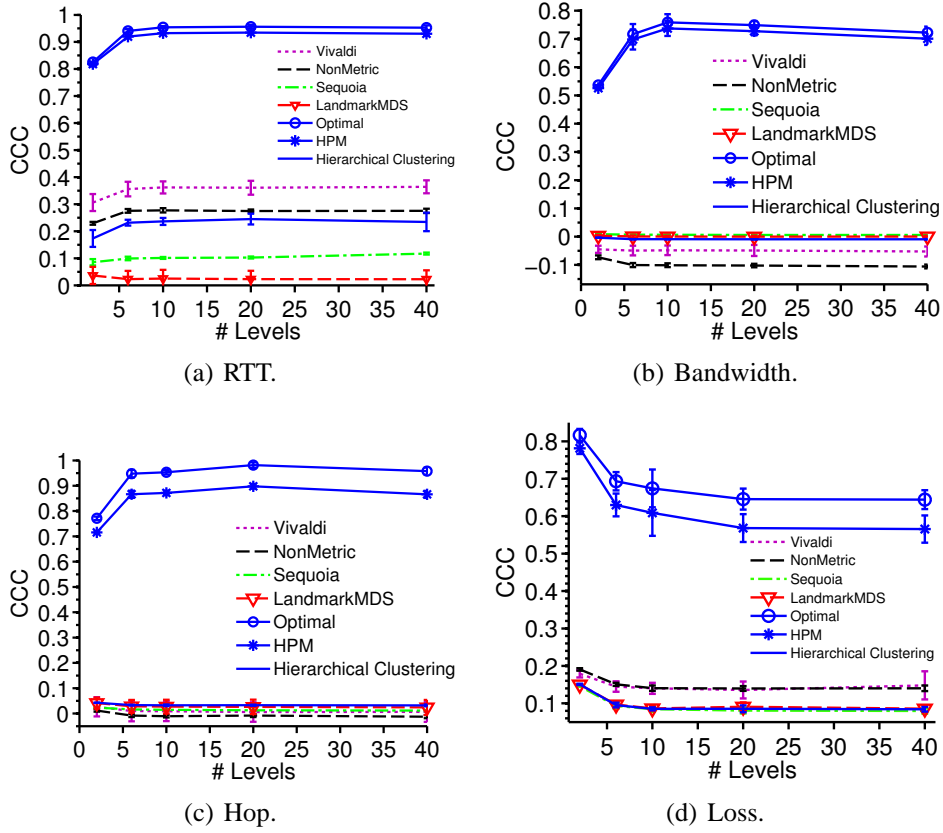 1
0.9
0.8
0.7
0.6
0.5
0.4
0.3
0.2
0.1
0
CCC
Vivaldi
NonMetric
Sequoia
LandmarkMDS
Optimal
HPM
Hierarchical Clustering
5 10 15 20 25 30 35 40
# Levels
(a) RTT.
0.8
0.7
0.6
0.5
0.4
0.3
0.2
0.1
0
−0.1
CCC
Vivaldi
NonMetric
Sequoia
LandmarkMDS
Optimal
HPM
Hierarchical Clustering
0 5 10 15 20 25 30 35 40
# Levels
(b) Bandwidth.
1
0.9
0.8
0.7
0.6
0.5
0.4
0.3
0.2
0.1
0
CCC
Vivaldi
NonMetric
Sequoia
LandmarkMDS
Optimal
HPM
Hierarchical Clustering
0 5 10 15 20 25 30 35 40
# Levels
(c) Hop.
0.8
0.7
0.6
0.5
0.4
0.3
0.2
0.1
CCC
Vivaldi
NonMetric
Sequoia
LandmarkMDS
Optimal
HPM
Hierarchical Clustering
5 10 15 20 25 30 35 40
# Levels
(d) Loss.